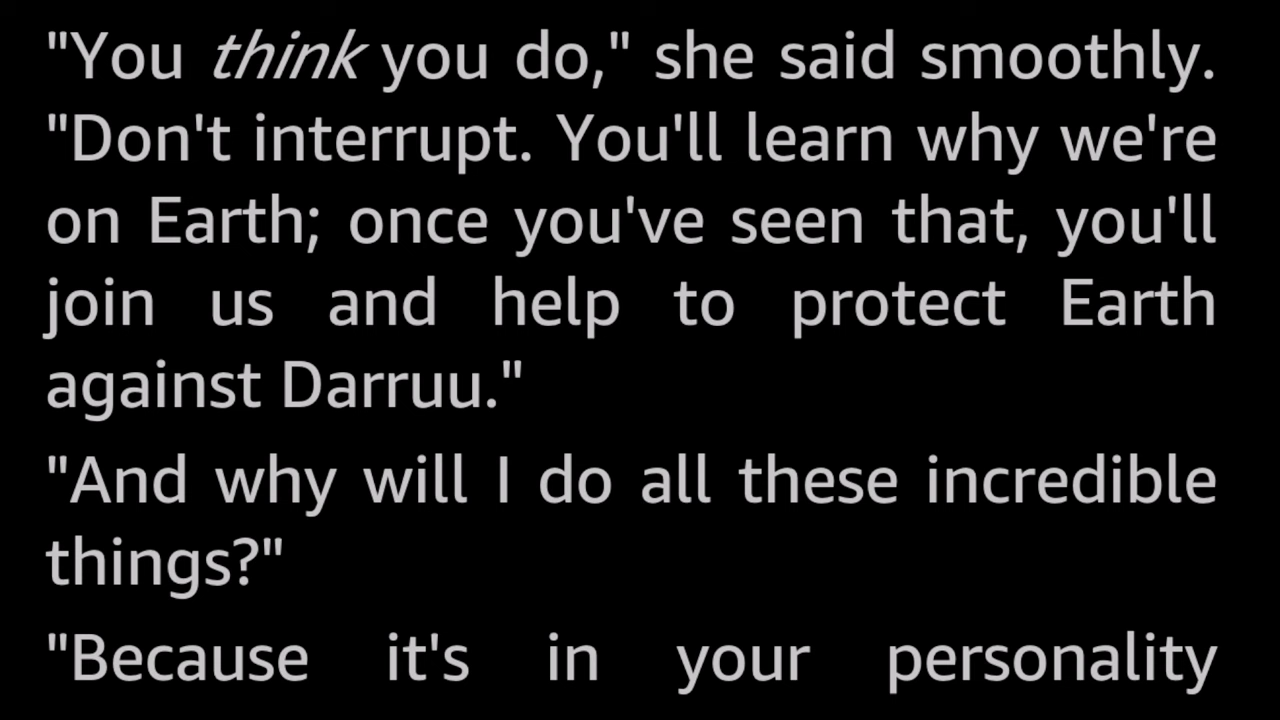 "You think you do," she said smoothly.
"Don't interrupt. You'll learn why we're
on Earth; once you've seen that, you'll
join us and help to protect Earth
against Darruu."
"And why will I do all these incredible
things?"
"Because it's in your personality